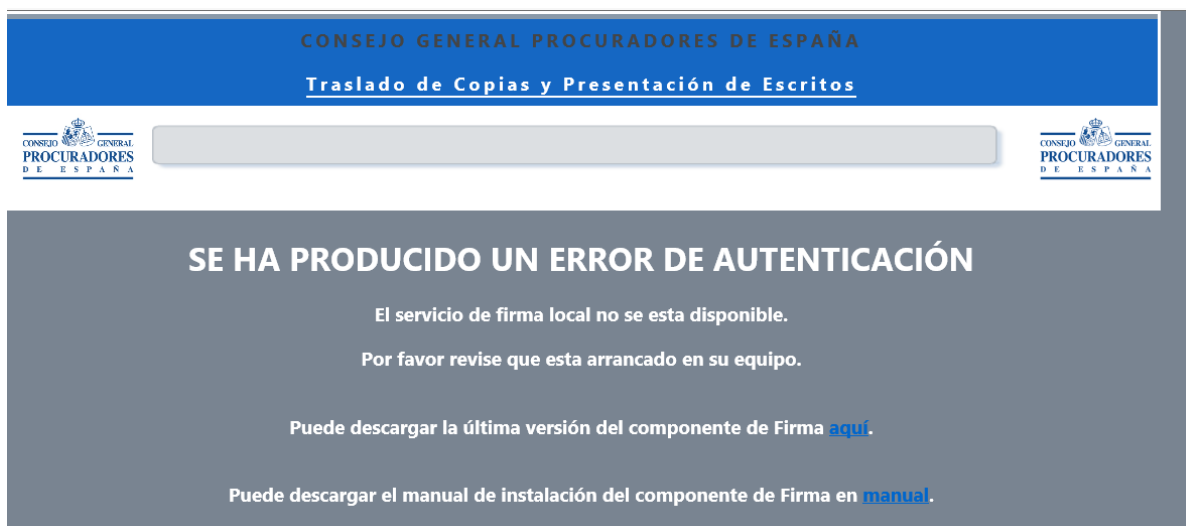 CONSEJO GENERAL PROCURADORES DE ESPAÑA
Traslado de Copias y Presentación de Escritos
CONSEJO GENERAL
PROCURADORES
DE ESPAÑA
CONSEJO GENERAL
PROCURADORES
DE ESPAÑA
SE HA PRODUCIDO UN ERROR DE AUTENTICACIÓN
El servicio de firma local no se esta disponible.
Por favor revise que esta arrancado en su equipo.
Puede descargar la última versión del componente de Firma aquí.
Puede descargar el manual de instalación del componente de Firma en manual.